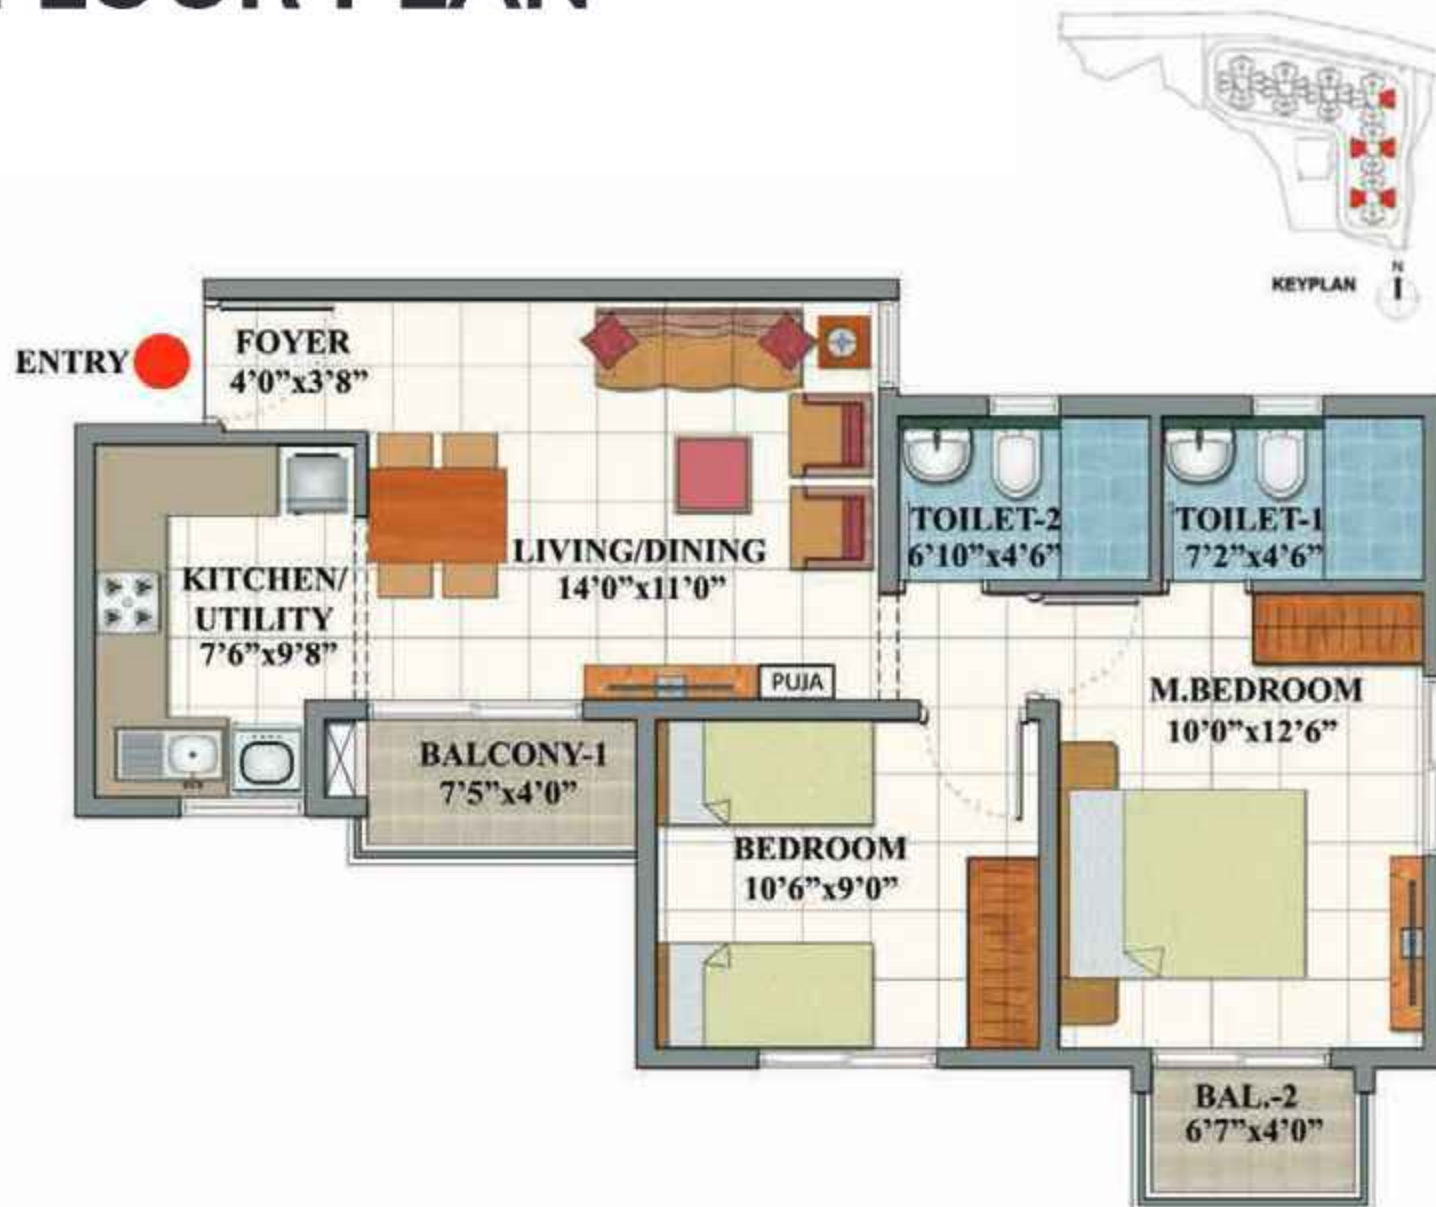 FLOOR PLAN
KEYPLAN
N
ENTRY
FOYER
4’0”x3’8”
KITCHEN/
UTILITY
7’6”x9’8”
LIVING/DINING
14’0”x11’0”
PUJA
TOILET-2
6’10”x4’6”
TOILET-1
7’2”x4’6”
M.BEDROOM
10’0”x12’6”
BALCONY-1
7’5”x4’0”
BEDROOM
10’6”x9’0”
BAL.-2
6’7”x4’0”